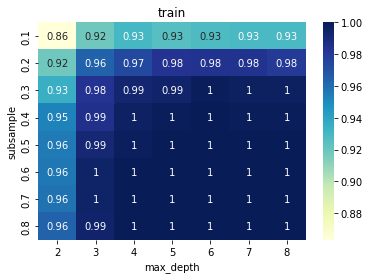 train
0.1 0.86 0.92 0.93 0.93 0.93 0.93 0.93
0.2 0.92 0.96 0.97 0.98 0.98 0.98 0.98
0.3 0.93 0.98 0.99 0.99 1 1 1
0.4 0.95 0.99 1 1 1 1 1
0.5 0.96 0.99 1 1 1 1 1
0.6 0.96 1 1 1 1 1 1
0.7 0.96 1 1 1 1 1 1
0.8 0.96 0.99 1 1 1 1 1
2 3 4 5 6 7 8
max_depth
subsample
1.00
0.98
0.96
0.94
0.92
0.90
0.88